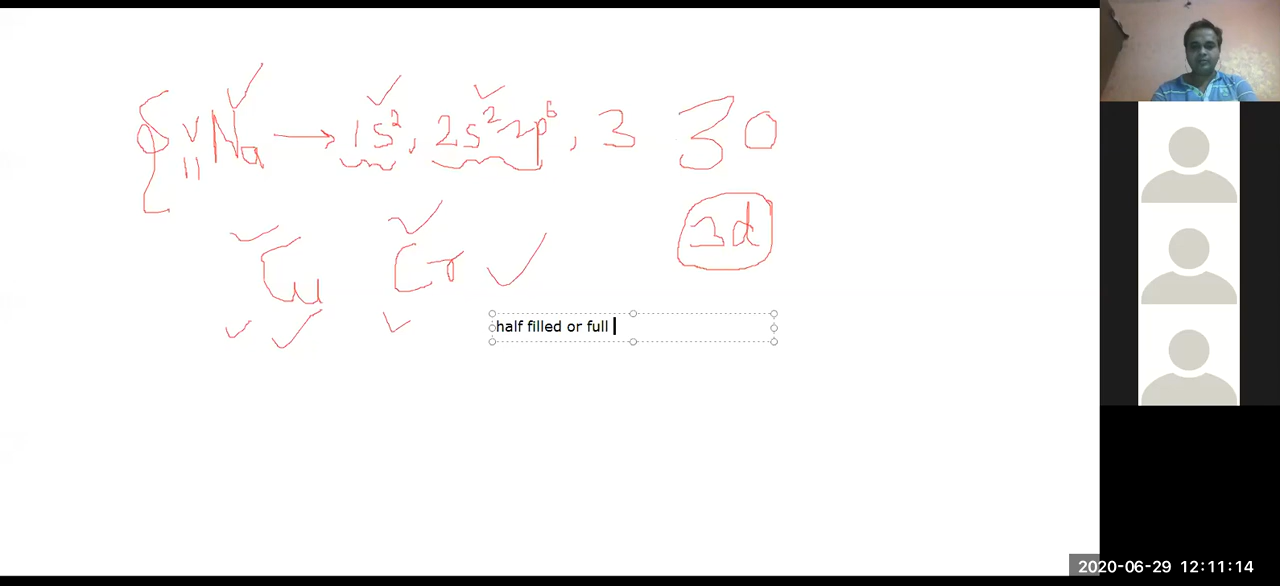 11Na → 1s², 2s² 2p⁶, 3 30
3d
Cu Cr
half filled or full
2020-06-29 12:11:14